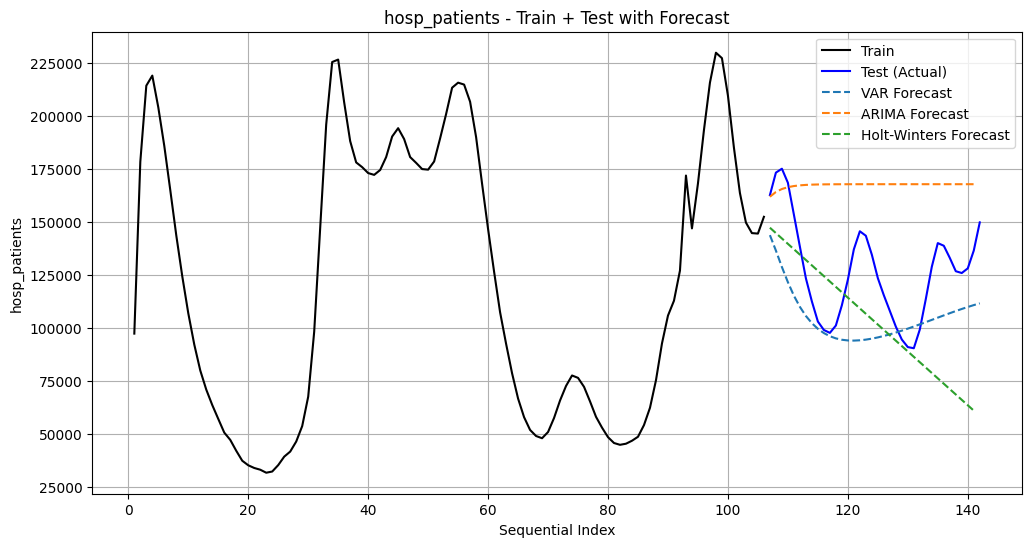 hosp_patients - Train + Test with Forecast
Train
Test (Actual)
VAR Forecast
ARIMA Forecast
Holt-Winters Forecast
hosp_patients
225000
200000
175000
150000
125000
100000
75000
50000
25000
0
20
40
60
80
100
120
140
Sequential Index